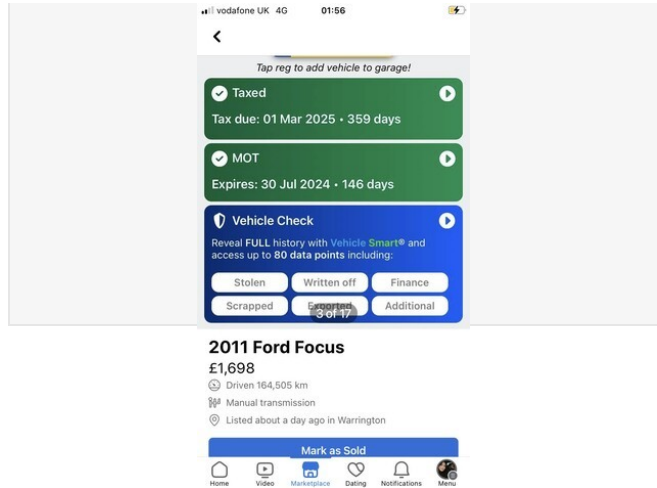 vodafone UK 4G 01:56
Tap reg to add vehicle to garage!
Taxed
Tax due: 01 Mar 2025 • 359 days
MOT
Expires: 30 Jul 2024 • 146 days
Vehicle Check
Reveal FULL history with Vehicle Smart® and
access up to 80 data points including:
Stolen Written off Finance
Scrapped Exported Additional
3 of 17
2011 Ford Focus
£1,698
Driven 164,505 km
Manual transmission
Listed about a day ago in Warrington
Mark as Sold
Home Video Marketplace Dating Notifications Menu